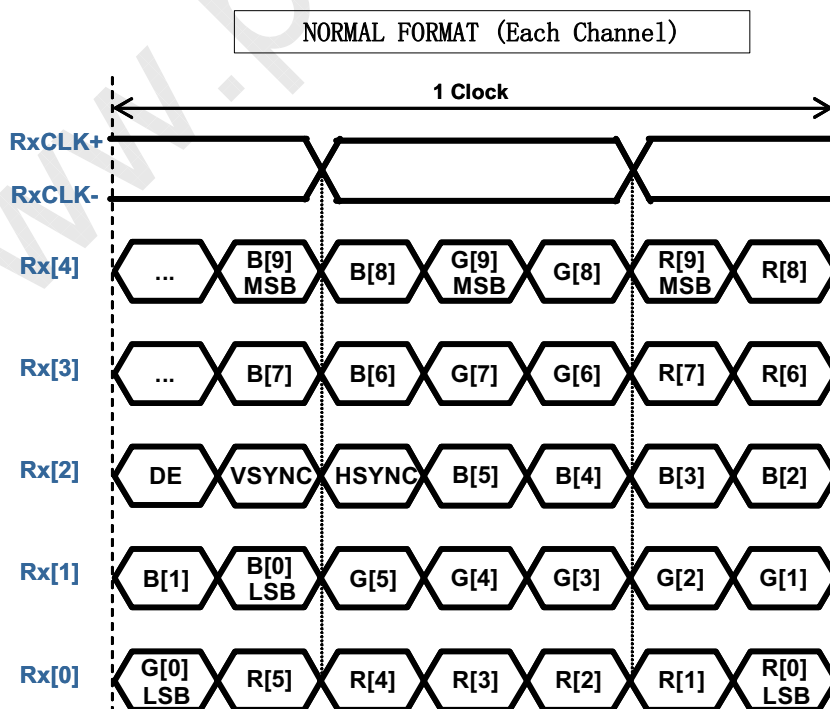 NORMAL FORMAT (Each Channel)
1 Clock
RxCLK+
RxCLK-
Rx[4] ... B[9] MSB B[8] G[9] MSB G[8] R[9] MSB R[8]
Rx[3] ... B[7] B[6] G[7] G[6] R[7] R[6]
Rx[2] DE VSYNC HSYNC B[5] B[4] B[3] B[2]
Rx[1] B[1] B[0] LSB G[5] G[4] G[3] G[2] G[1]
Rx[0] G[0] LSB R[5] R[4] R[3] R[2] R[1] R[0] LSB